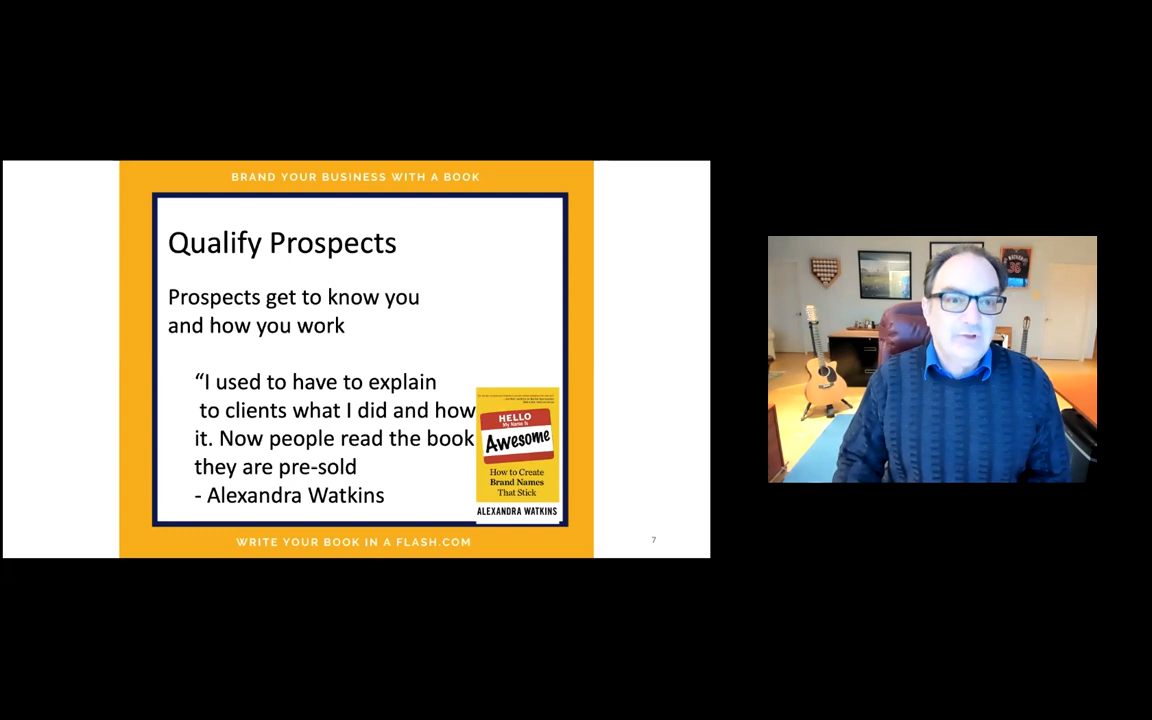 BRAND YOUR BUSINESS WITH A BOOK
Qualify Prospects
Prospects get to know you
and how you work
“I used to have to explain
to clients what I did and how
it. Now people read the book
they are pre-sold
- Alexandra Watkins
HELLO
My Name Is
Awesome
How to Create
Brand Names
That Stick
ALEXANDRA WATKINS
WRITE YOUR BOOK IN A FLASH.COM
7
36